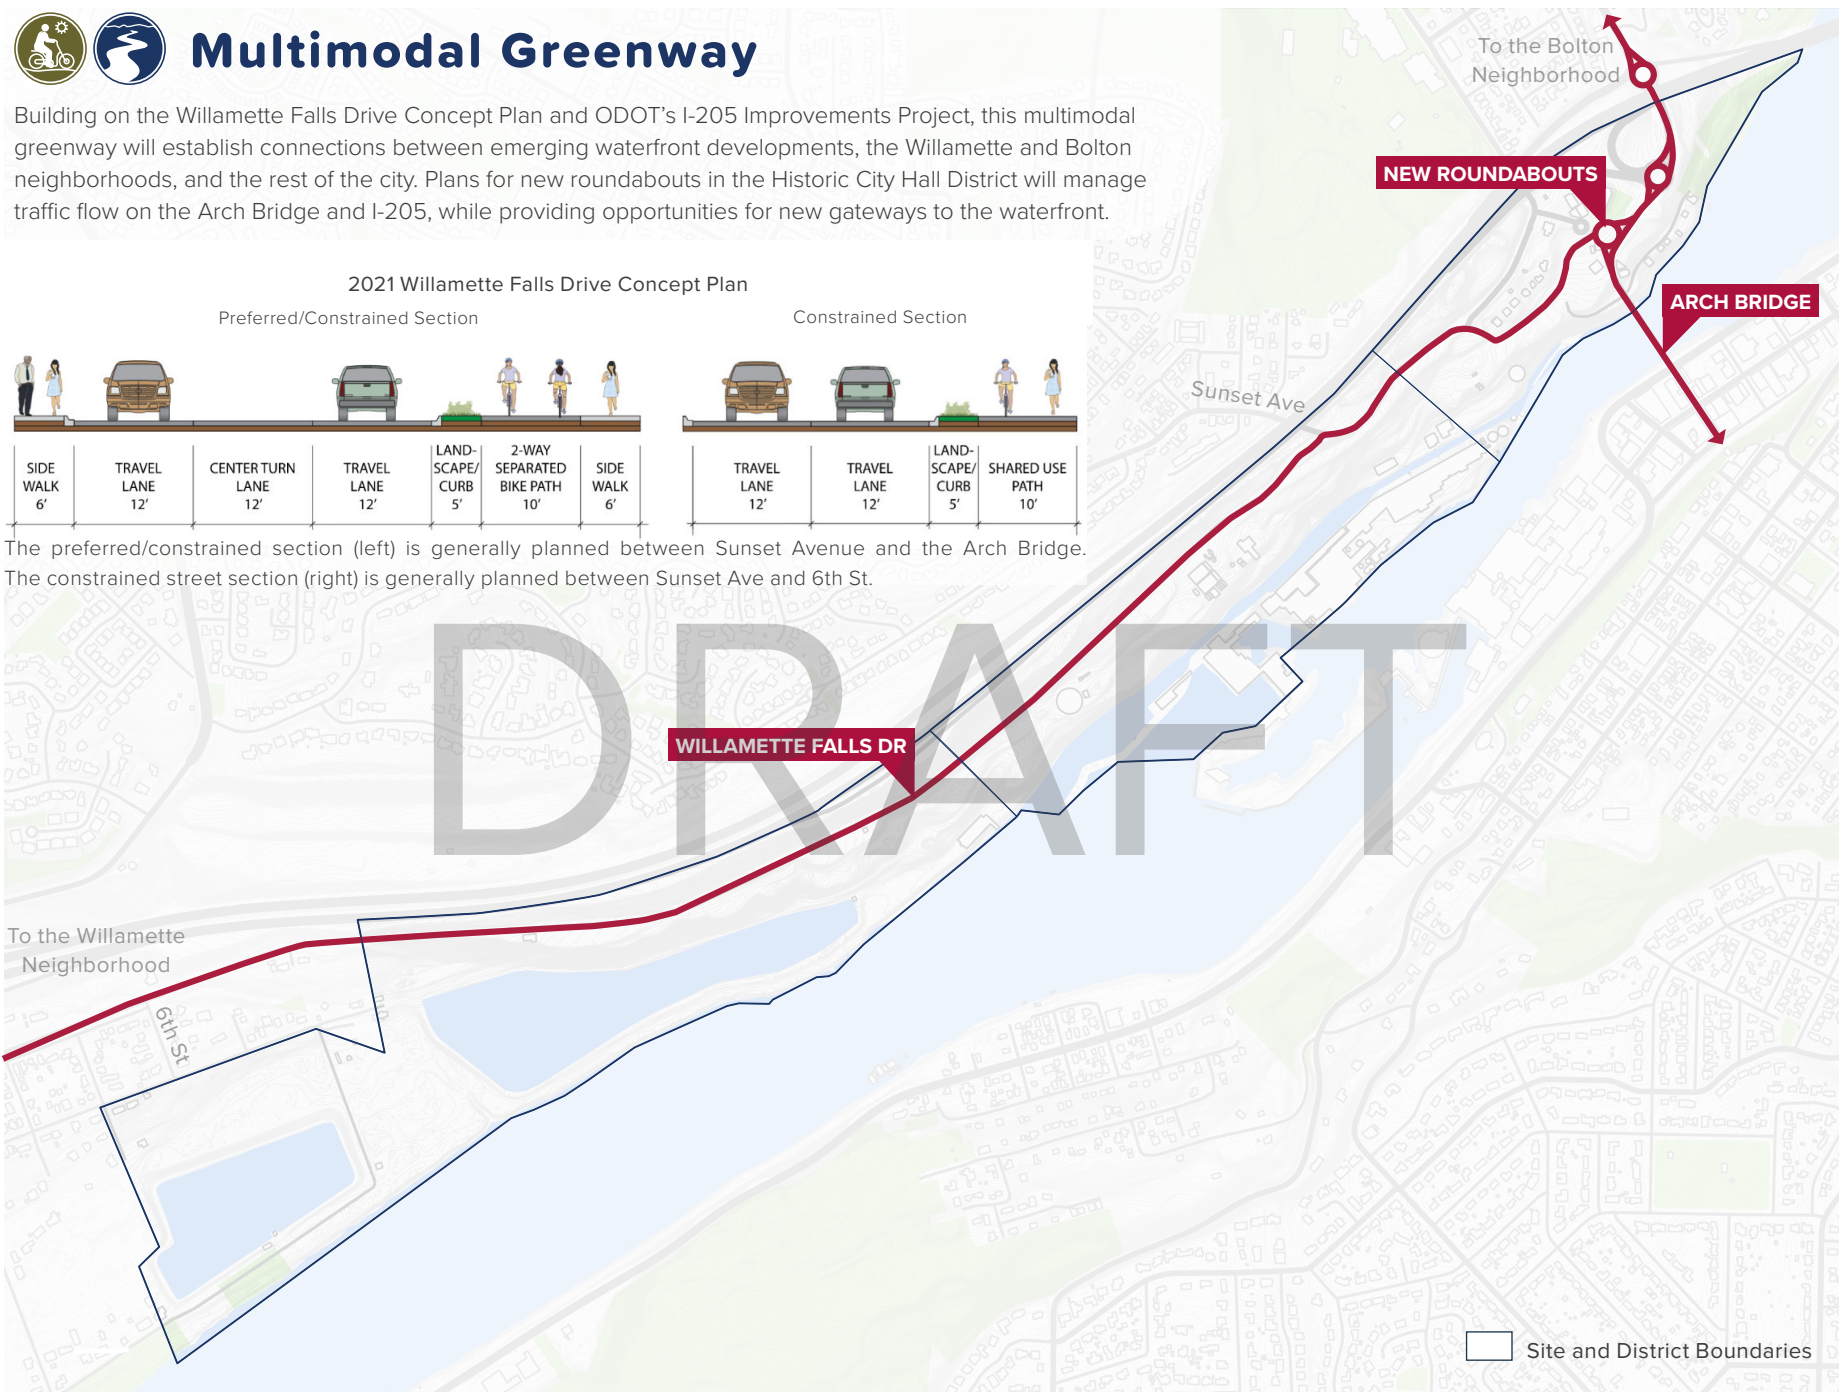 Multimodal Greenway
Building on the Willamette Falls Drive Concept Plan and ODOT's I-205 Improvements Project, this multimodal
greenway will establish connections between emerging waterfront developments, the Willamette and Bolton
neighborhoods, and the rest of the city. Plans for new roundabouts in the Historic City Hall District will manage
traffic flow on the Arch Bridge and I-205, while providing opportunities for new gateways to the waterfront.
2021 Willamette Falls Drive Concept Plan
Preferred/Constrained Section
Constrained Section
SIDE
WALK
6'
TRAVEL
LANE
12'
CENTER TURN
LANE
12'
TRAVEL
LANE
12'
LAND-
SCAPE/
CURB
5'
2-WAY
SEPARATED
BIKE PATH
10'
SIDE
WALK
6'
TRAVEL
LANE
12'
TRAVEL
LANE
12'
LAND-
SCAPE/
CURB
5'
SHARED USE
PATH
10'
The preferred/constrained section (left) is generally planned between Sunset Avenue and the Arch Bridge.
The constrained street section (right) is generally planned between Sunset Ave and 6th St.
To the Bolton
Neighborhood
NEW ROUNDABOUTS
ARCH BRIDGE
Sunset Ave
DRAFT
WILLAMETTE FALLS DR
To the Willamette
Neighborhood
6th St
Site and District Boundaries